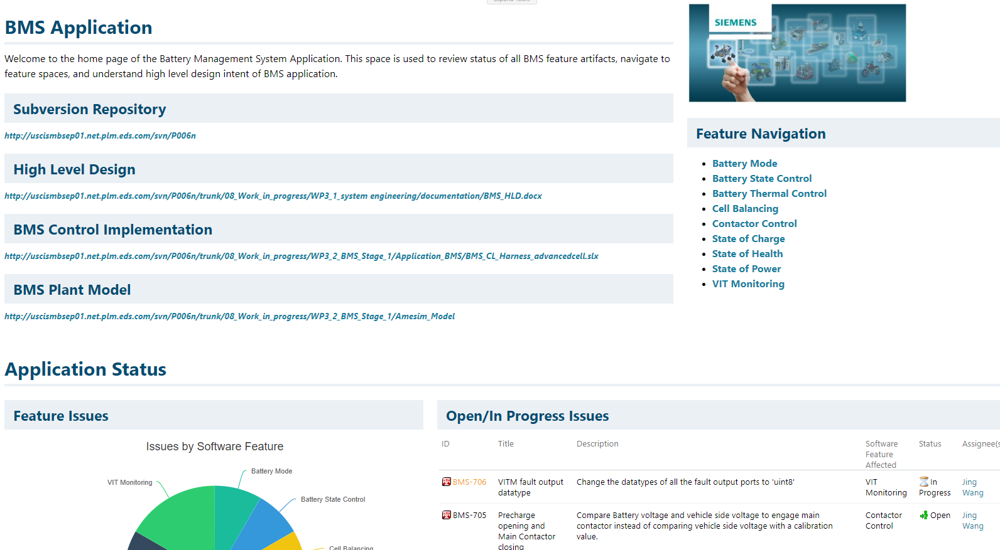 Expand Tools
BMS Application
Welcome to the home page of the Battery Management System Application. This space is used to review status of all BMS feature artifacts, navigate to
feature spaces, and understand high level design intent of BMS application.
Subversion Repository
http://uscismbsep01.net.plm.eds.com/svn/P006n
High Level Design
http://uscismbsep01.net.plm.eds.com/svn/P006n/trunk/08_Work_in_progress/WP3_1_system engineering/documentation/BMS_HLD.docx
BMS Control Implementation
http://uscismbsep01.net.plm.eds.com/svn/P006n/trunk/08_Work_in_progress/WP3_2_BMS_Stage_1/Application_BMS/BMS_CL_Harness_advancedcell.slx
BMS Plant Model
http://uscismbsep01.net.plm.eds.com/svn/P006n/trunk/08_Work_in_progress/WP3_2_BMS_Stage_1/Amesim_Model
SIEMENS
Feature Navigation
Battery Mode
Battery State Control
Battery Thermal Control
Cell Balancing
Contactor Control
State of Charge
State of Health
State of Power
VIT Monitoring
Application Status
Feature Issues
Issues by Software Feature
Battery Mode
VIT Monitoring
Battery State Control
Cell Balancing
Open/In Progress Issues
ID Title Description Software Feature Affected Status Assignee(s
BMS-706 VITM fault output datatype Change the datatypes of all the fault output ports to 'uint8' VIT Monitoring In Progress Jing Wang
BMS-705 Precharge opening and Main Contactor closing Compare Battery voltage and vehicle side voltage to engage main contactor instead of comparing vehicle side voltage with a calibration value. Contactor Control Open Jing Wang